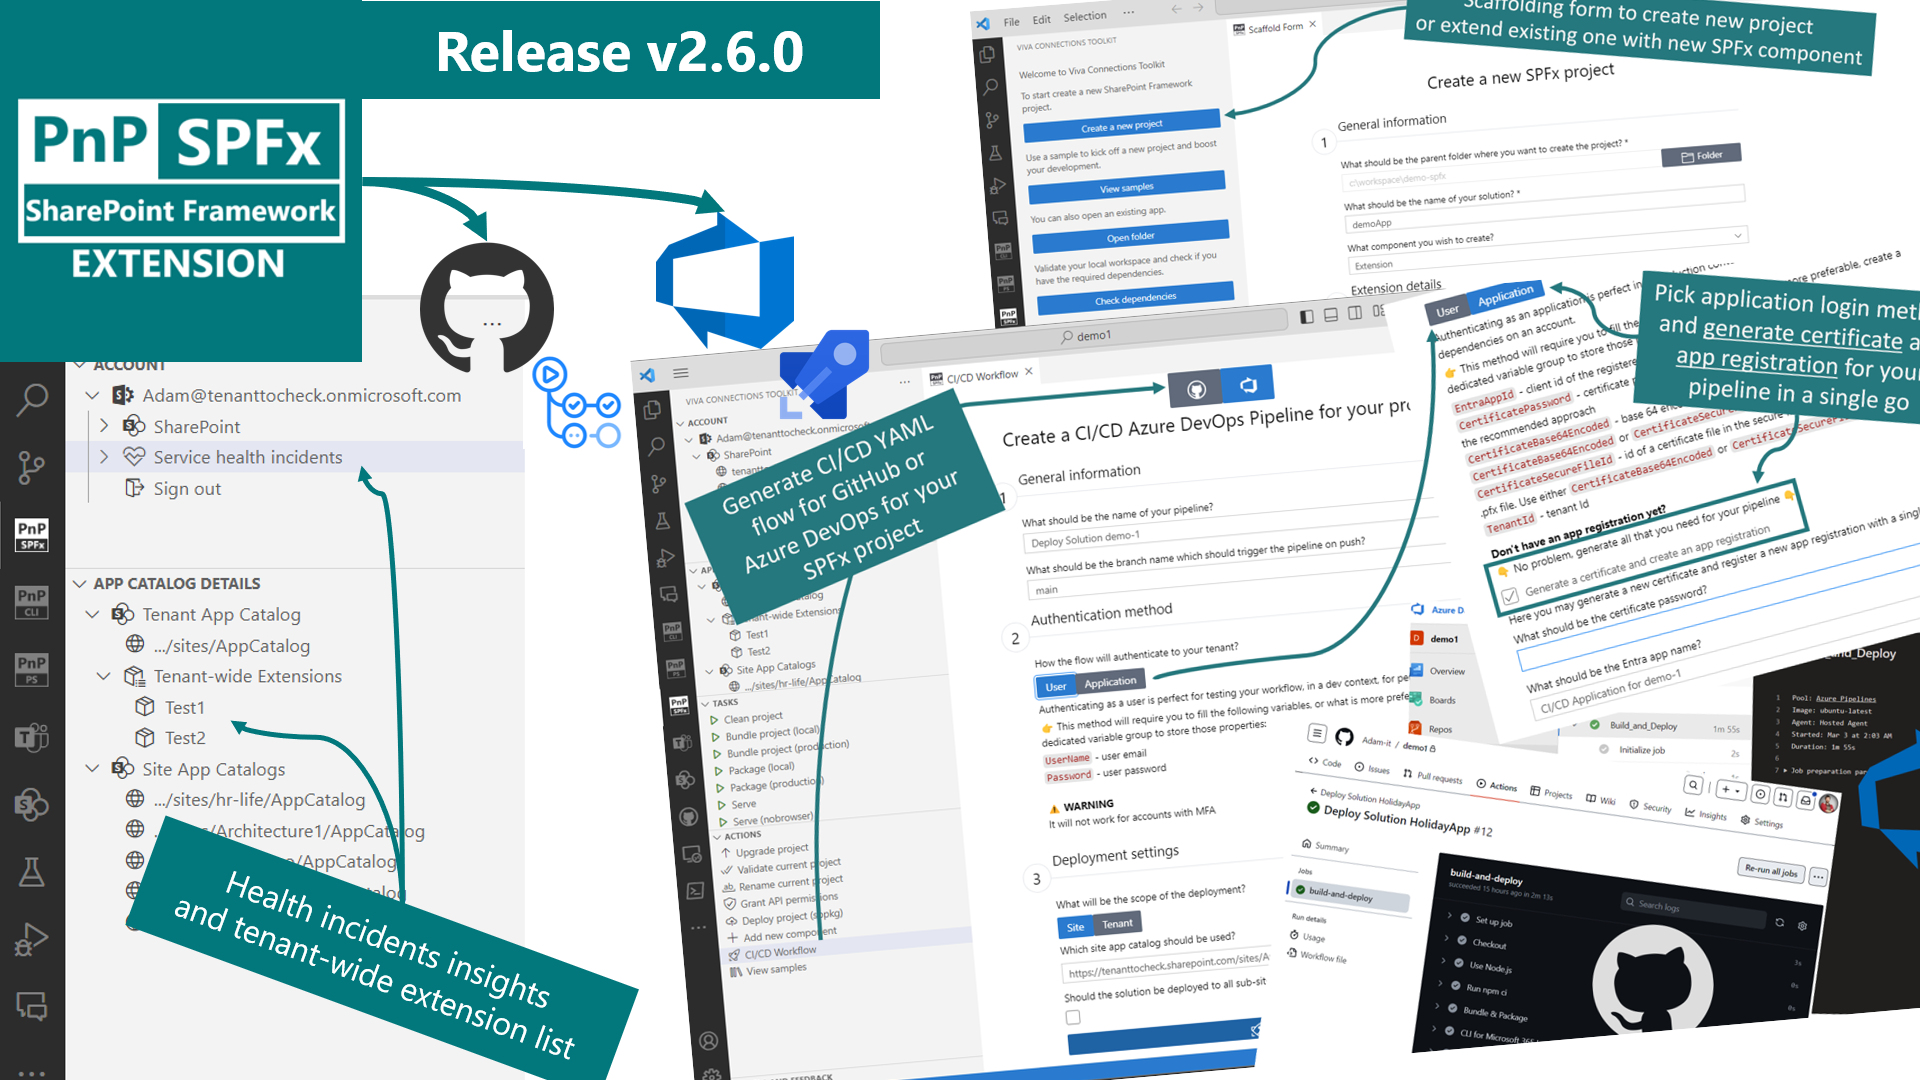 Release v2.6.0
PnP SPFx
SharePoint Framework
EXTENSION
ACCOUNT
Adam@tenanttocheck.onmicrosoft.com
SharePoint
Service health incidents
Sign out
PnP
SPFx
PnP
CLI
PnP
PS
APP CATALOG DETAILS
Tenant App Catalog
.../sites/AppCatalog
Tenant-wide Extensions
Test1
Test2
Site App Catalogs
.../sites/hr-life/AppCatalog
s/Architecture1/AppCatalog
/AppCatalog
Health incidents insights
and tenant-wide extension list
File Edit Selection ...
VIVA CONNECTIONS TOOLKIT
Welcome to Viva Connections Toolkit
To start create a new SharePoint Framework
project.
Create a new project
Use a sample to kick off a new project and boost
your development.
View samples
You can also open an existing app.
Open folder
Validate your local workspace and check if you
have the required dependencies.
Check dependencies
Scaffold Form
Scaffolding form to create new project
or extend existing one with new SPFx component
Create a new SPFx project
1
General information
What should be the parent folder where you want to create the project? *
c:\workspace\demo-spfx
Folder
What should be the name of your solution? *
demoApp
What component you wish to create?
Extension
Extension details
demo1
VIVA CONNECTIONS TOOLKIT
ACCOUNT
Adam@tenanttocheck.onmicrosoft
SharePoint
Generate CI/CD YAML
flow for GitHub or
Azure DevOps for your
SPFx project
Test1
Test2
Site App Catalogs
.../sites/hr-life/AppCatalog
TASKS
Clean project
Bundle project (local)
Bundle project (production)
Package (local)
Package (production)
Serve
Serve (nobrowser)
ACTIONS
Upgrade project
Validate current project
Rename current project
Grant API permissions
Deploy project (sppkg)
Add new component
CI/CD Workflow
View samples
CI/CD Workflow
Create a CI/CD Azure DevOps Pipeline for your pro
1
General information
What should be the name of your pipeline?
Deploy Solution demo-1
What should be the branch name which should trigger the pipeline on push?
main
2
Authentication method
How the flow will authenticate to your tenant?
User Application
Authenticating as a user is perfect for testing your workflow, in a dev context, for pe
This method will require you to fill the following variables, or what is more prefe
dedicated variable group to store those properties:
UserName - user email
Password - user password
WARNING
It will not work for accounts with MFA
3
Deployment settings
What will be the scope of the deployment?
Site Tenant
Which site app catalog should be used?
https://tenanttocheck.sharepoint.com/sites/A
Should the solution be deployed to all sub-sit
User Application
Authenticating as an application is perfect in
dependencies on an account.
This method will require you to fill the
dedicated variable group to store those
EntraAppId - client id of the registere
CertificatePassword - certificate
the recommended approach
CertificateBase64Encoded - base 64 enc
CertificateBase64Encoded or CertificateSecur
CertificateSecureFileId - id of a certificate file in the secure
.pfx file. Use either CertificateBase64Encoded or CertificateSecureFi
TenantId - tenant Id
Don't have an app registration yet?
No problem, generate all that you need for your pipeline
Generate a certificate and create an app registration
Here you may generate a new certificate and register a new app registration with a singl
What should be the certificate password?
What should be the Entra app name?
CI/CD Application for demo-1
Pick application login met
and generate certificate a
app registration for your
pipeline in a single go
Azure D
demo1
Overview
Boards
Repos
Build_and_Deploy 1m 55s
Initialize job 2s
nd_Deploy
1 Pool: Azure Pipelines
2 Image: ubuntu-latest
3 Agent: Hosted Agent
4 Started: Mar 3 at 2:03 AM
5 Duration: 1m 55s
6
7 Job preparation par
Adam-it / demo1
Code Issues Pull requests Actions Projects Wiki Security Insights Settings
Deploy Solution HolidayApp
Deploy Solution HolidayApp #12
Re-run all jobs
Summary
Jobs
build-and-deploy
Run details
Usage
Workflow file
build-and-deploy
succeeded 15 hours ago in 2m 13s
Search logs
Set up job
Checkout
Use Node.js
Run npm ci
Bundle & Package
CLI for Microsoft 365